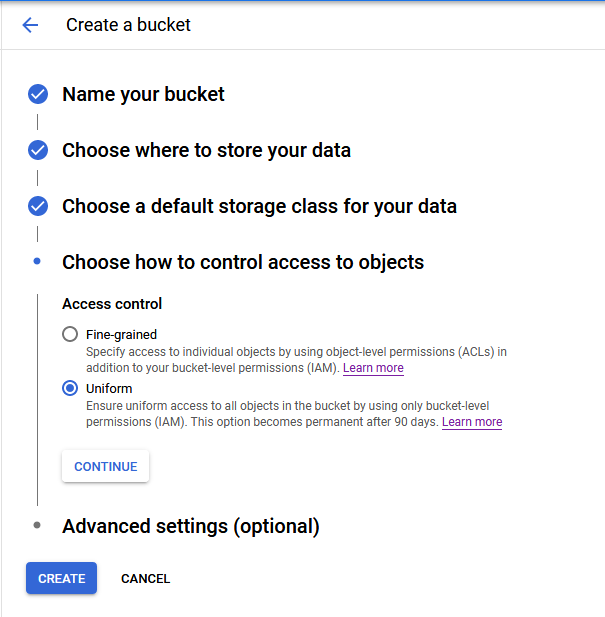 Create a bucket
Name your bucket
Choose where to store your data
Choose a default storage class for your data
Choose how to control access to objects
Access control
Fine-grained
Specify access to individual objects by using object-level permissions (ACLs) in
addition to your bucket-level permissions (IAM). Learn more
Uniform
Ensure uniform access to all objects in the bucket by using only bucket-level
permissions (IAM). This option becomes permanent after 90 days. Learn more
CONTINUE
Advanced settings (optional)
CREATE CANCEL